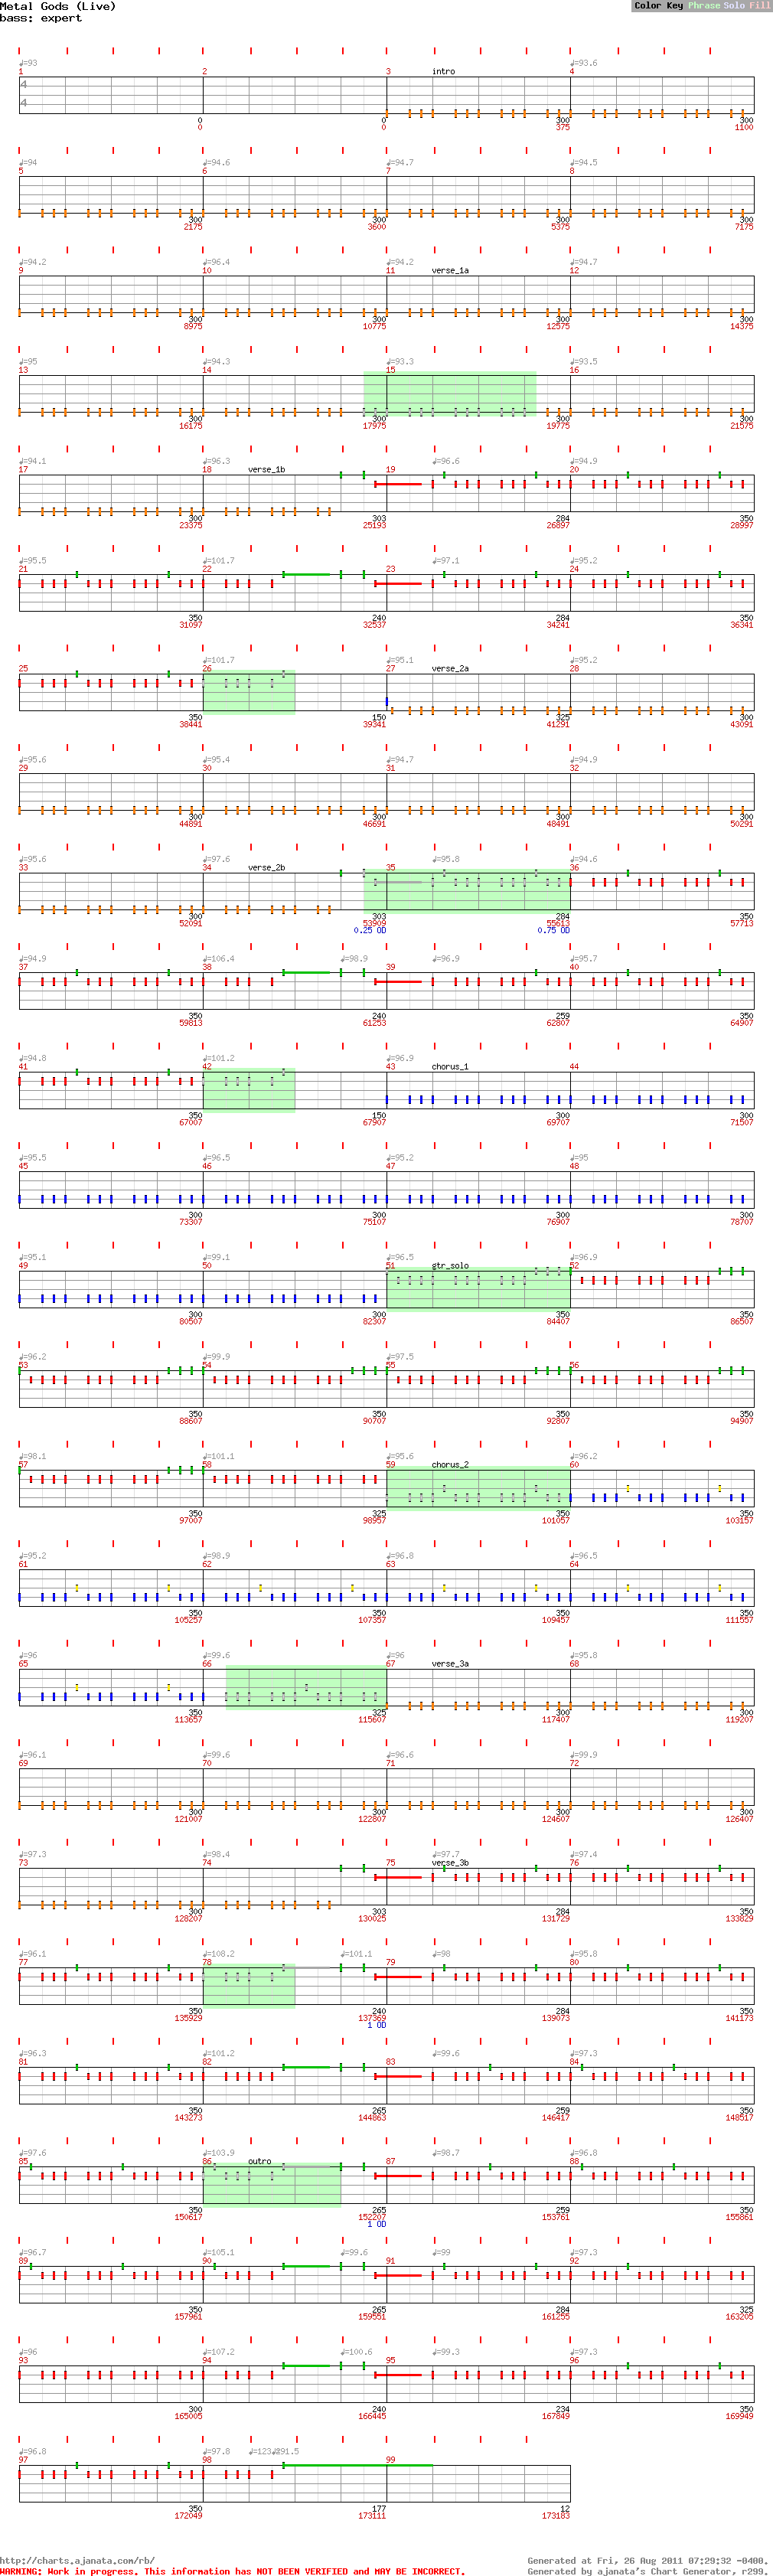 Metal Gods (Live)
Color Key Phrase Solo Fill
bass: expert
♩=93 ♩=93.6
1 2 3 intro 4
4
4
0 0 300 300
0 0 375 1100
♩=94 ♩=94.6 ♩=94.7 ♩=94.5
5 6 7 8
300 300 300 300
2175 3600 5375 7175
♩=94.2 ♩=96.4 ♩=94.2 ♩=94.7
9 10 11 verse_1a 12
300 300 300 300
8975 10775 12575 14375
♩=95 ♩=94.3 ♩=93.3 ♩=93.5
13 14 15 16
300 300 300 300
16175 17975 19775 21575
♩=94.1 ♩=96.3 ♩=96.6 ♩=94.9
17 18 verse_1b 19 20
300 303 284 350
23375 25193 26897 28997
♩=95.5 ♩=101.7 ♩=97.1 ♩=95.2
21 22 23 24
350 240 284 350
31097 32537 34241 36341
♩=101.7 ♩=95.1 ♩=95.2
25 26 27 verse_2a 28
350 150 325 300
38441 39341 41291 43091
♩=95.6 ♩=95.4 ♩=94.7 ♩=94.9
29 30 31 32
300 300 300 300
44891 46691 48491 50291
♩=95.6 ♩=97.6 ♩=95.8 ♩=94.6
33 34 verse_2b 35 36
300 303 284 350
52091 53909 55613 57713
0.25 OD 0.75 OD
♩=94.9 ♩=106.4 ♩=98.9 ♩=96.9 ♩=95.7
37 38 39 40
350 240 259 350
59813 61253 62807 64907
♩=94.8 ♩=101.2 ♩=96.9
41 42 43 chorus_1 44
350 150 300 300
67007 67907 69707 71507
♩=95.5 ♩=96.5 ♩=95.2 ♩=95
45 46 47 48
300 300 300 300
73307 75107 76907 78707
♩=95.1 ♩=99.1 ♩=96.5 ♩=96.9
49 50 51 gtr_solo 52
300 300 350 350
80507 82307 84407 86507
♩=96.2 ♩=99.9 ♩=97.5
53 54 55 56
350 350 350 350
88607 90707 92807 94907
♩=98.1 ♩=101.1 ♩=95.6 ♩=96.2
57 58 59 chorus_2 60
350 325 350 350
97007 98957 101057 103157
♩=95.2 ♩=98.9 ♩=96.8 ♩=96.5
61 62 63 64
350 350 350 350
105257 107357 109457 111557
♩=96 ♩=99.6 ♩=96 ♩=95.8
65 66 67 verse_3a 68
350 325 300 300
113657 115607 117407 119207
♩=96.1 ♩=99.6 ♩=96.6 ♩=99.9
69 70 71 72
300 300 300 300
121007 122807 124607 126407
♩=97.3 ♩=98.4 ♩=97.7 ♩=97.4
73 74 75 verse_3b 76
300 303 284 350
128207 130025 131729 133829
♩=96.1 ♩=108.2 ♩=101.1 ♩=98 ♩=95.8
77 78 79 80
350 240 284 350
135929 137369 139073 141173
1 OD
♩=96.3 ♩=101.2 ♩=99.6 ♩=97.3
81 82 83 84
350 265 259 350
143273 144863 146417 148517
♩=97.6 ♩=103.9 ♩=98.7 ♩=96.8
85 86 outro 87 88
350 265 259 350
150617 152207 153761 155861
1 OD
♩=96.7 ♩=105.1 ♩=99.6 ♩=99 ♩=97.3
89 90 91 92
350 265 284 325
157961 159551 161255 163205
♩=96 ♩=107.2 ♩=100.6 ♩=99.3 ♩=97.3
93 94 95 96
300 240 234 350
165005 166445 167849 169949
♩=96.8 ♩=97.8 ♩=123. 291.5
97 98 99
350 177 12
172049 173111 173183
http://charts.ajanata.com/rb/
Generated at Fri, 26 Aug 2011 07:29:32 -0400.
WARNING: Work in progress. This information has NOT BEEN VERIFIED and MAY BE INCORRECT.
Generated by ajanata's Chart Generator, r299.